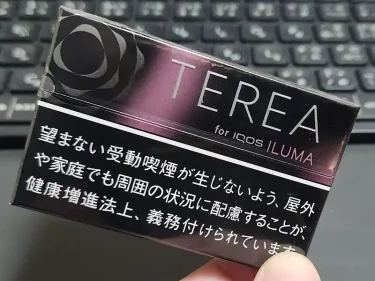 TEREA
for IQOS ILUMA
望まない受動喫煙が生じないよう、屋外
や家庭でも周囲の状況に配慮することが、
健康増進法上、義務付けられています。